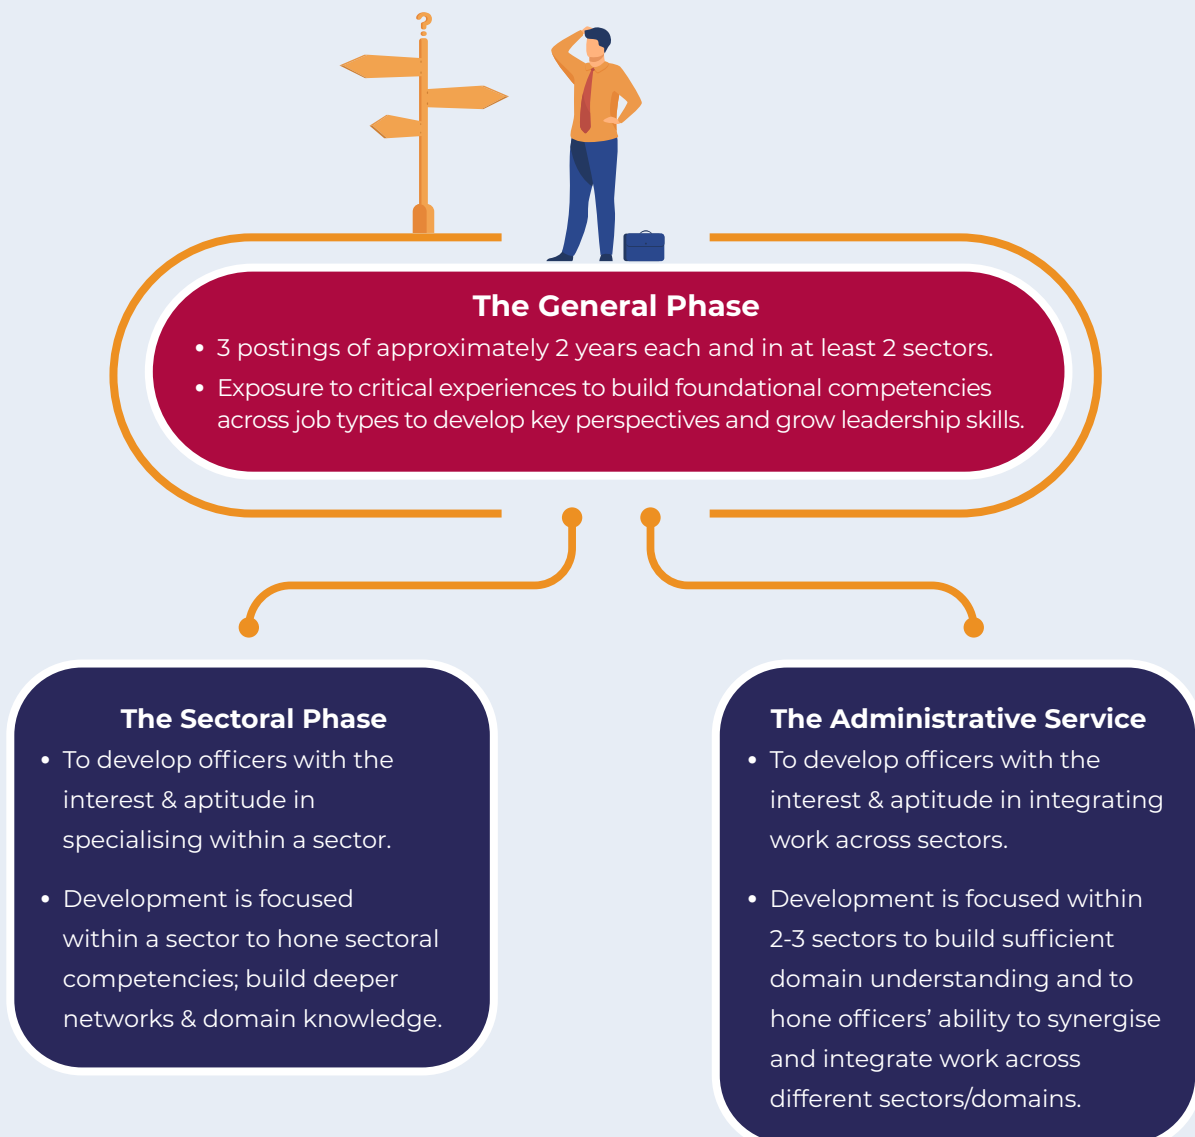 ?
The General Phase
• 3 postings of approximately 2 years each and in at least 2 sectors.
• Exposure to critical experiences to build foundational competencies
across job types to develop key perspectives and grow leadership skills.
The Sectoral Phase
• To develop officers with the
interest & aptitude in
specialising within a sector.
• Development is focused
within a sector to hone sectoral
competencies; build deeper
networks & domain knowledge.
The Administrative Service
• To develop officers with the
interest & aptitude in integrating
work across sectors.
• Development is focused within
2-3 sectors to build sufficient
domain understanding and to
hone officers’ ability to synergise
and integrate work across
different sectors/domains.